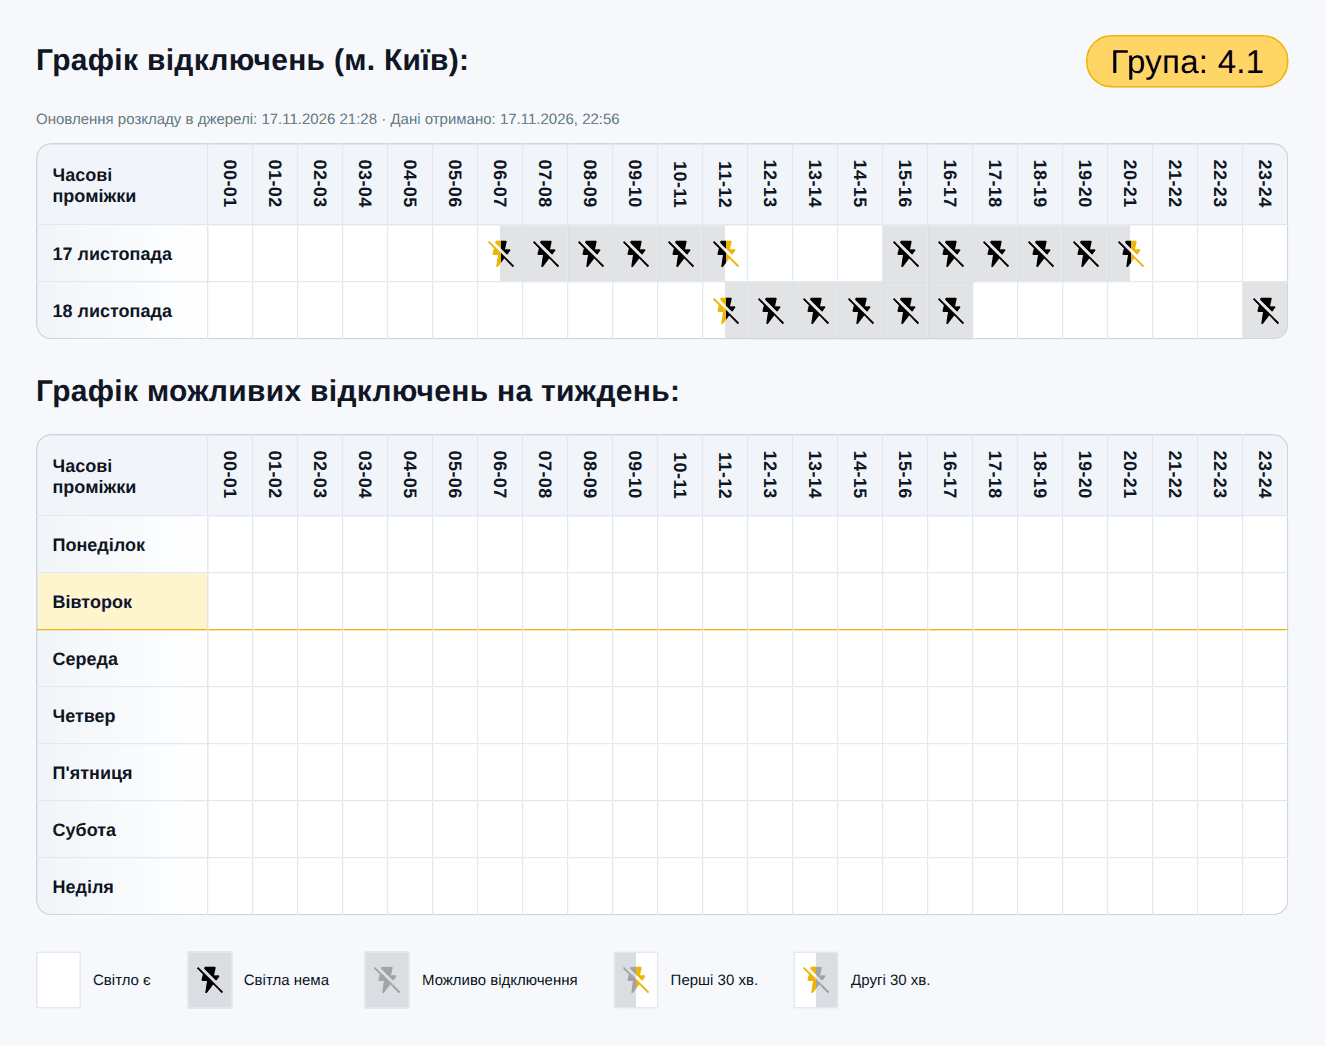 Графік відключень (м. Київ):
Група: 4.1
Оновлення розкладу в джерелі: 17.11.2026 21:28 · Дані отримано: 17.11.2026, 22:56
Часові проміжки 00-01 01-02 02-03 03-04 04-05 05-06 06-07 07-08 08-09 09-10 10-11 11-12 12-13 13-14 14-15 15-16 16-17 17-18 18-19 19-20 20-21 21-22 22-23 23-24
17 листопада
18 листопада
Графік можливих відключень на тиждень:
Часові проміжки 00-01 01-02 02-03 03-04 04-05 05-06 06-07 07-08 08-09 09-10 10-11 11-12 12-13 13-14 14-15 15-16 16-17 17-18 18-19 19-20 20-21 21-22 22-23 23-24
Понеділок
Вівторок
Середа
Четвер
П'ятниця
Субота
Неділя
Світло є Світла нема Можливо відключення Перші 30 хв. Другі 30 хв.